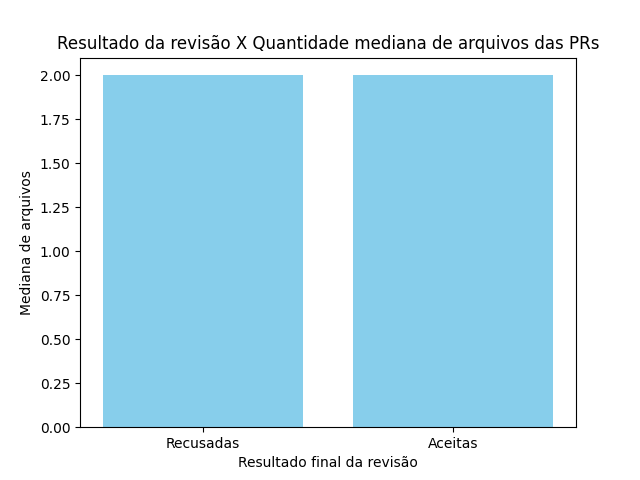 Resultado da revisão X Quantidade mediana de arquivos das PRs
2.00
1.75
1.50
1.25
1.00
0.75
0.50
0.25
0.00
Mediana de arquivos
Recusadas
Aceitas
Resultado final da revisão